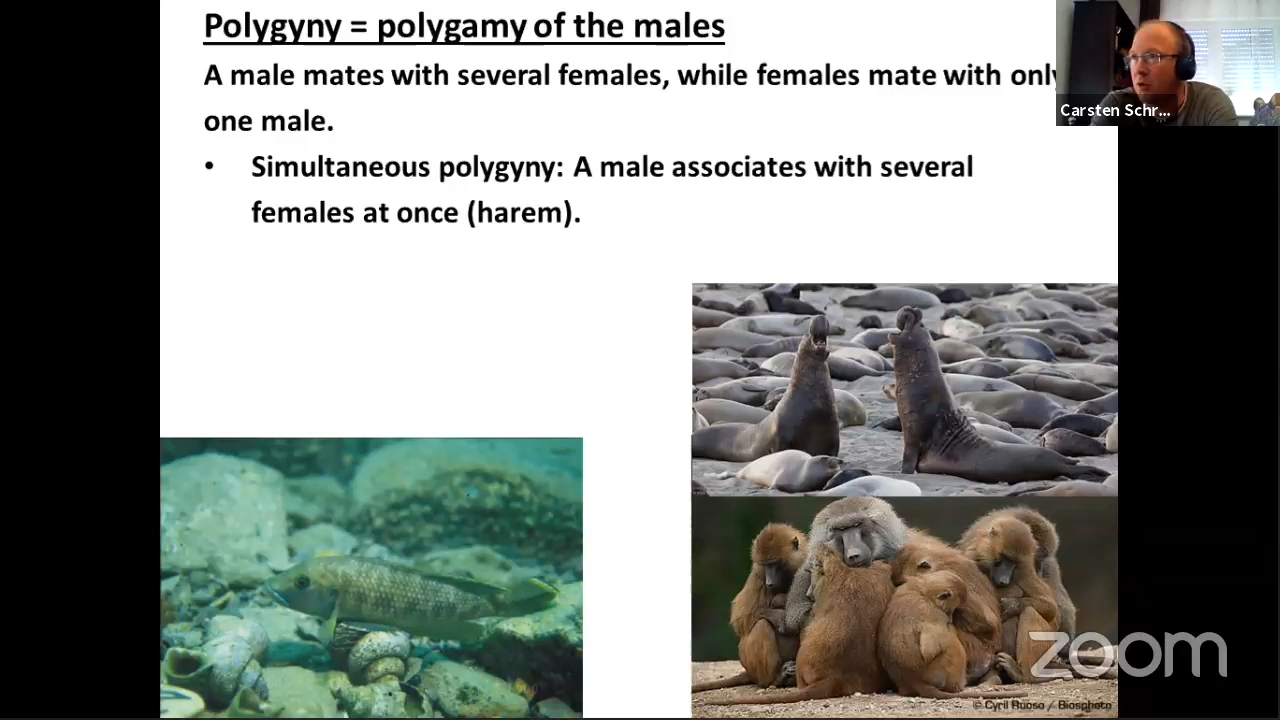 Polygyny = polygamy of the males
A male mates with several females, while females mate with only
one male.
• Simultaneous polygyny: A male associates with several
females at once (harem).
Carsten Schr...
zoom
© Cyril Ruoso / Biosphoto